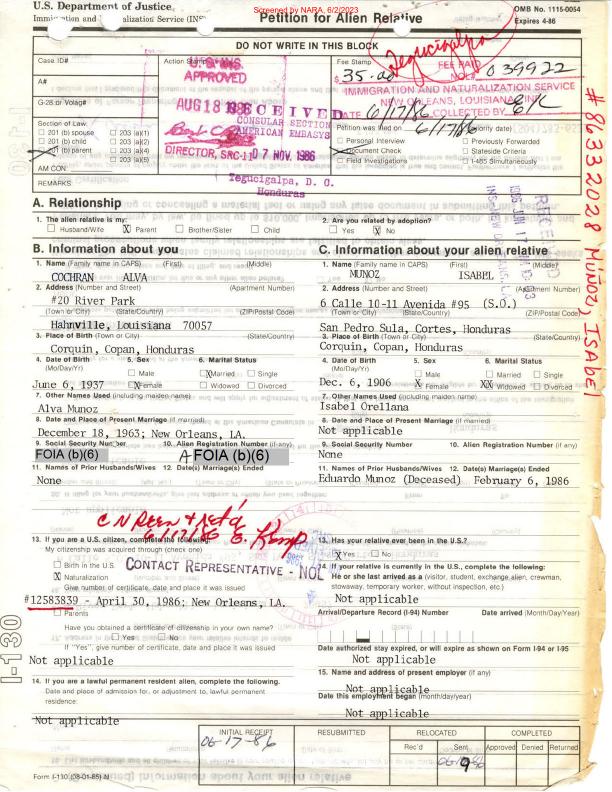 Screened by NARA, 6/2/2023
U.S. Department of Justice
Immigration and Naturalization Service (INS)
Petition for Alien Relative
OMB No. 1115-0054
Expires 4-86
DO NOT WRITE IN THIS BLOCK
Case ID#
Action Stamp
Fee Stamp
Tegucigalpa
A#
U.S. INS
APPROVED
$35.00
FEE PAID
NO. 039922
G-28 or Volag#
AUG 18 1986
RECEIVED
IMMIGRATION AND NATURALIZATION SERVICE
NEW ORLEANS, LOUISIANA
DATE 6/17/86 COLLECTED BY
Section of Law:
201 (b) spouse 203 (a)(1)
201 (b) child 203 (a)(2)
201 (b) parent 203 (a)(4)
203 (a)(5)
AM CON:
CONSULAR SECTION
AMERICAN EMBASSY
DIRECTOR, SRC-11
07 NOV. 1986
Petition was filed on 6/17/86 (priority date)
Personal Interview Previously Forwarded
Document Check Stateside Criteria
Field Investigations I-485 Simultaneously
REMARKS
Tegucigalpa, D. C.
Honduras
#86332028 MUÑOZ, ISAbEl
A. Relationship
1. The alien relative is my:
Husband/Wife X Parent Brother/Sister Child
2. Are you related by adoption?
Yes X No
B. Information about you
C. Information about your alien relative
1. Name (Family name in CAPS) (First) (Middle)
COCHRAN ALVA
1. Name (Family name in CAPS) (First) (Middle)
MUNOZ ISABEL
2. Address (Number and Street) (Apartment Number)
#20 River Park
2. Address (Number and Street) (Apartment Number)
6 Calle 10-11 Avenida #95 (S.O.)
(Town or City) (State/Country) (ZIP/Postal Code)
Hahnville, Louisiana 70057
(Town or City) (State/Country) (ZIP/Postal Code)
San Pedro Sula, Cortes, Honduras
3. Place of Birth (Town or City) (State/Country)
Corquin, Copan, Honduras
3. Place of Birth (Town or City) (State/Country)
Corquin, Copan, Honduras
4. Date of Birth (Mo/Day/Yr) 5. Sex 6. Marital Status
Male X Married Single
June 6, 1937 X Female Widowed Divorced
4. Date of Birth (Mo/Day/Yr) 5. Sex 6. Marital Status
Male Married Single
Dec. 6, 1906 X Female XX Widowed Divorced
7. Other Names Used (including maiden name)
Alva Munoz
7. Other Names Used (including maiden name)
Isabel Orellana
8. Date and Place of Present Marriage (if married)
December 18, 1963; New Orleans, LA.
8. Date and Place of Present Marriage (if married)
Not applicable
9. Social Security Number 10. Alien Registration Number (if any)
FOIA (b)(6) A FOIA (b)(6)
9. Social Security Number 10. Alien Registration Number (if any)
None
11. Names of Prior Husbands/Wives 12. Date(s) Marriage(s) Ended
None
11. Names of Prior Husbands/Wives 12. Date(s) Marriage(s) Ended
Eduardo Munoz (Deceased) February 6, 1986
6/17/86
CONTACT REPRESENTATIVE - NOL
13. If you are a U.S. citizen, complete the following:
My citizenship was acquired through (check one)
Birth in the U.S.
X Naturalization
Give number of certificate, date and place it was issued
#12583839 - April 30, 1986; New Orleans, LA.
Parents
Have you obtained a certificate of citizenship in your own name?
Yes No
If "Yes", give number of certificate, date and place it was issued
Not applicable
14. If you are a lawful permanent resident alien, complete the following:
Date and place of admission for, or adjustment to, lawful permanent residence:
Not applicable
13. Has your relative ever been in the U.S.?
X Yes No
14. If your relative is currently in the U.S., complete the following:
He or she last arrived as a (visitor, student, exchange alien, crewman, stowaway, temporary worker, without inspection, etc.)
Not applicable
Arrival/Departure Record (I-94) Number Date arrived (Month/Day/Year)
Date authorized stay expired, or will expire as shown on Form I-94 or I-95
Not applicable
15. Name and address of present employer (if any)
Not applicable
Date this employment began (month/day/year)
Not applicable
I-130
INITIAL RECEIPT RESUBMITTED RELOCATED COMPLETED
Rec'd Sent Approved Denied Returned
06-17-86
Form I-130 (08-01-85) N